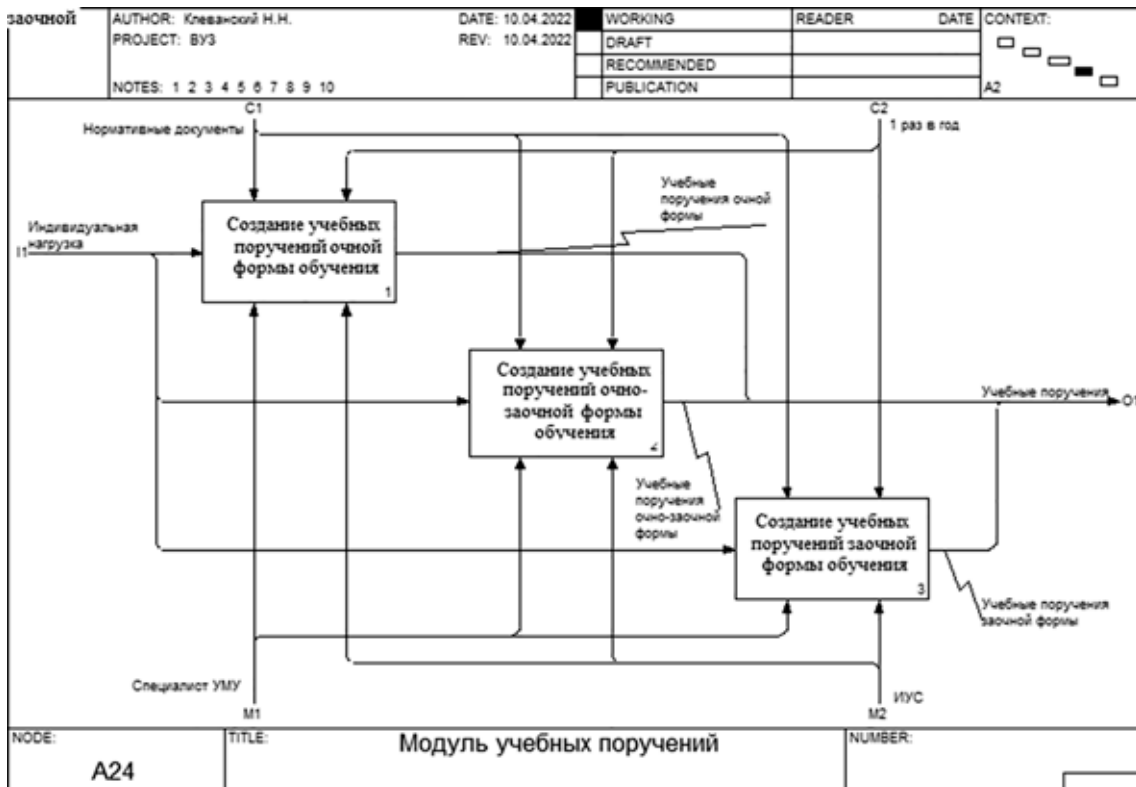 заочной
AUTHOR: Клеванский Н.Н.
DATE: 10.04.2022
PROJECT: ВУЗ
REV: 10.04.2022
NOTES: 1 2 3 4 5 6 7 8 9 10
WORKING
DRAFT
RECOMMENDED
PUBLICATION
READER
DATE
CONTEXT:
A2
C1
Нормативные документы
C2
1 раз в год
Учебные
поручения очной
формы
Индивидуальная
нагрузка
I1
Создание учебных
поручений очной
формы обучения
1
Создание учебных
поручений очно-
заочной формы
обучения
2
Учебные поручения
O1
Учебные
поручения
очно-заочной
формы
Создание учебных
поручений заочной
формы обучения
3
Учебные поручения
заочной формы
Специалист УМУ
M1
ИУС
M2
NODE:
A24
TITLE:
Модуль учебных поручений
NUMBER: